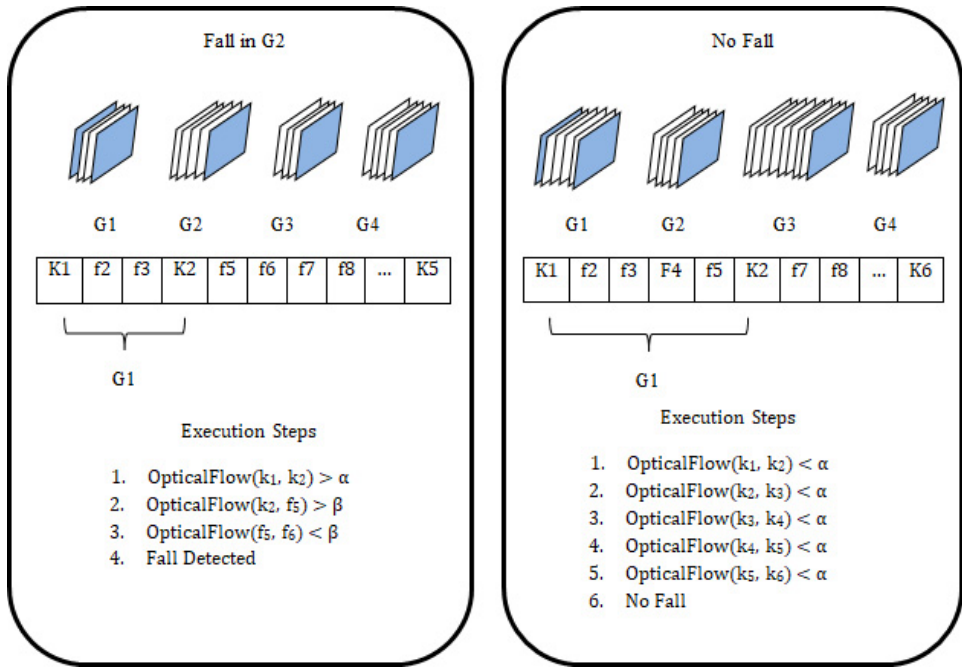 Fall in G2
G1 G2 G3 G4
K1 f2 f3 K2 f5 f6 f7 f8 ... K5
G1
Execution Steps
1. OpticalFlow(k₁, k₂) > α
2. OpticalFlow(k₂, f₅) > β
3. OpticalFlow(f₅, f₆) < β
4. Fall Detected
No Fall
G1 G2 G3 G4
K1 f2 f3 F4 f5 K2 f7 f8 ... K6
G1
Execution Steps
1. OpticalFlow(k₁, k₂) < α
2. OpticalFlow(k₂, k₃) < α
3. OpticalFlow(k₃, k₄) < α
4. OpticalFlow(k₄, k₅) < α
5. OpticalFlow(k₅, k₆) < α
6. No Fall